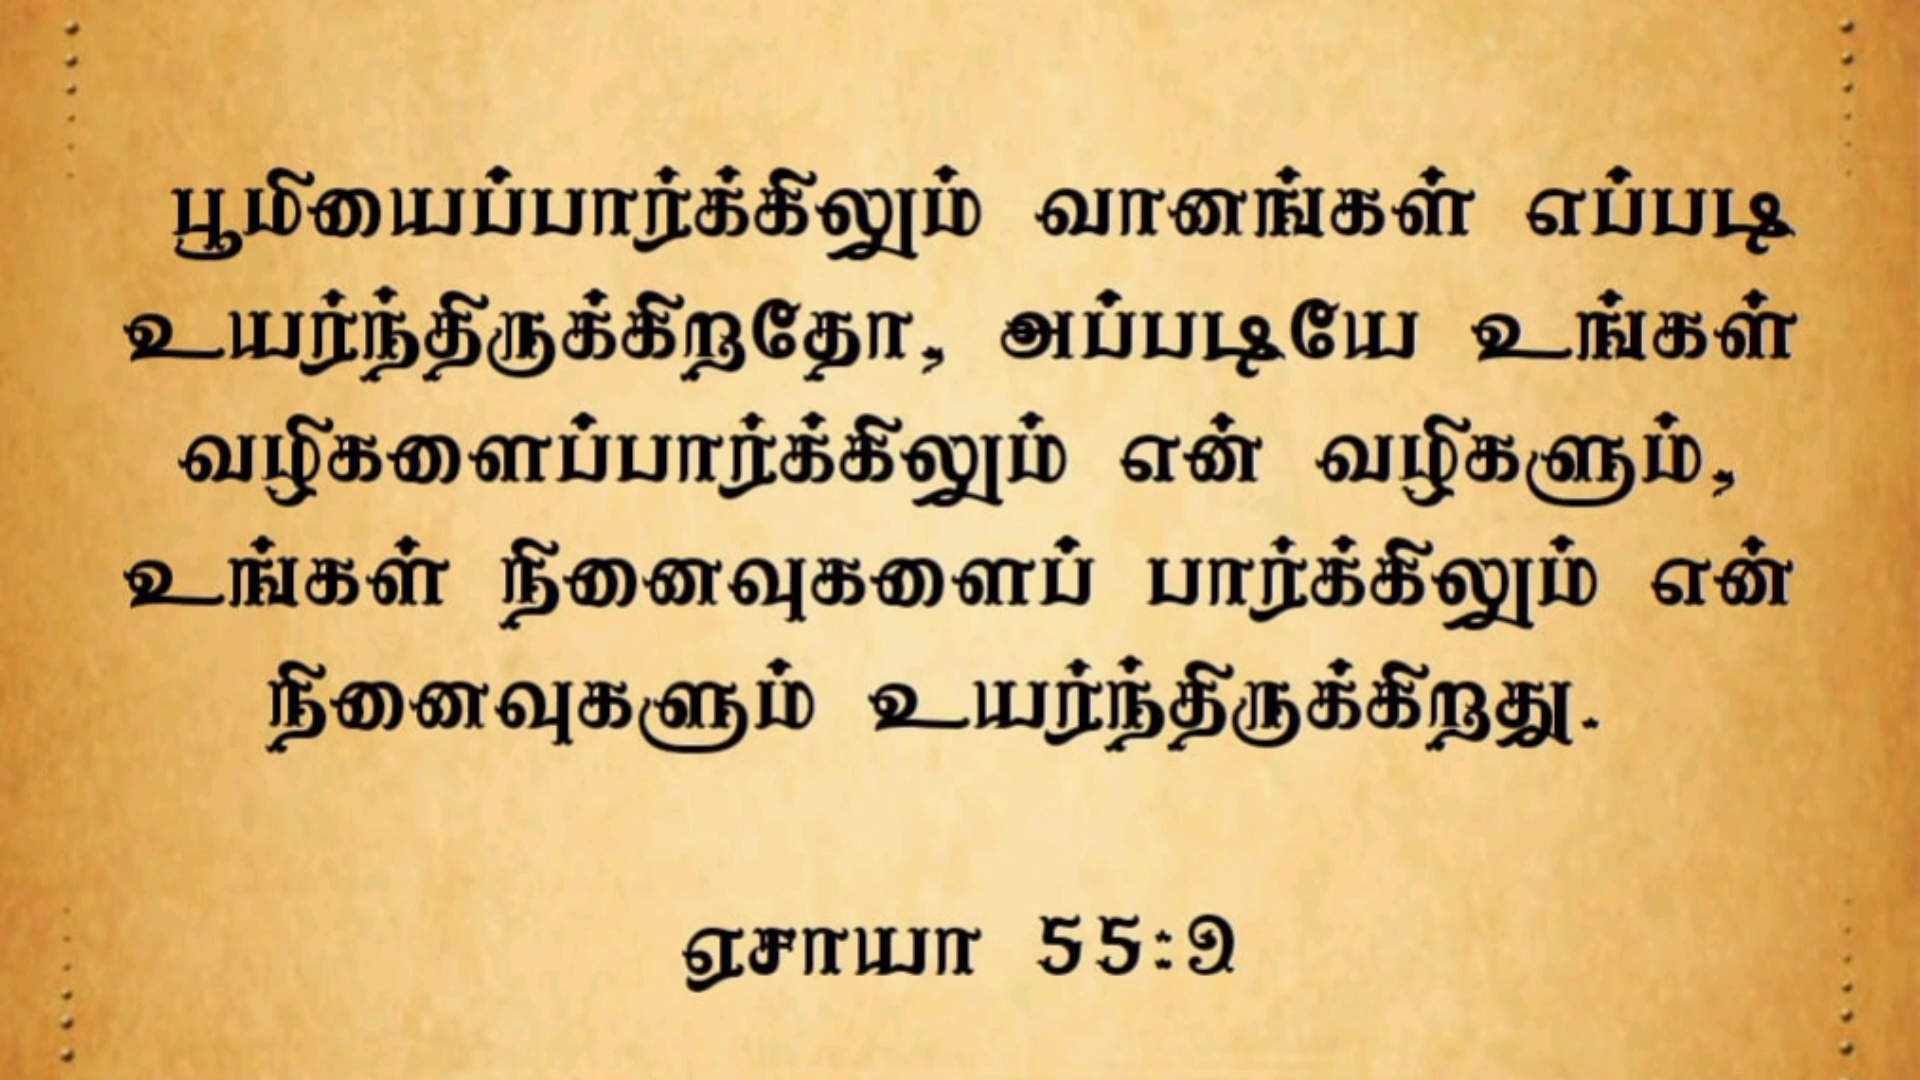 பூமியைப்பார்க்கிலும் வானங்கள் எப்படி
உயர்ந்திருக்கிறதோ, அப்படியே உங்கள்
வழிகளைப்பார்க்கிலும் என் வழிகளும்,
உங்கள் நினைவுகளைப் பார்க்கிலும் என்
நினைவுகளும் உயர்ந்திருக்கிறது.
ஏசாயா 55:9